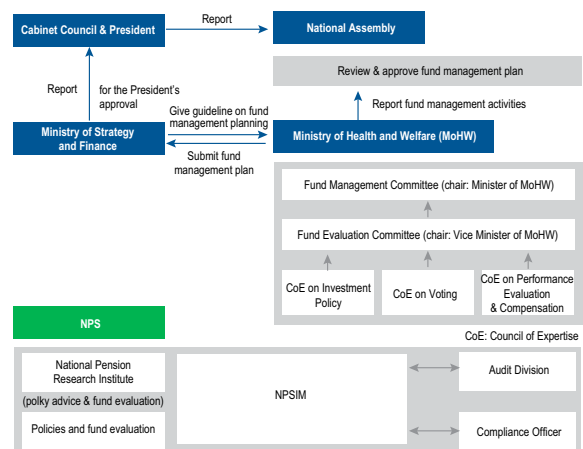 Cabinet Council & President
Report
National Assembly
Review & approve fund management plan
Report
for the President's
approval
Report fund management activities
Give guideline on fund
management planning
Ministry of Strategy
and Finance
Ministry of Health and Welfare (MoHW)
Submit fund
management plan
Fund Management Committee (chair: Minister of MoHW)
Fund Evaluation Committee (chair: Vice Minister of MoHW)
CoE on Investment
Policy
CoE on Voting
CoE on Performance
Evaluation
& Compensation
NPS
CoE: Council of Expertise
National Pension
Research Institute
(polky advice & fund evaluation)
Policies and fund evaluation
NPSIM
Audit Division
Compliance Officer